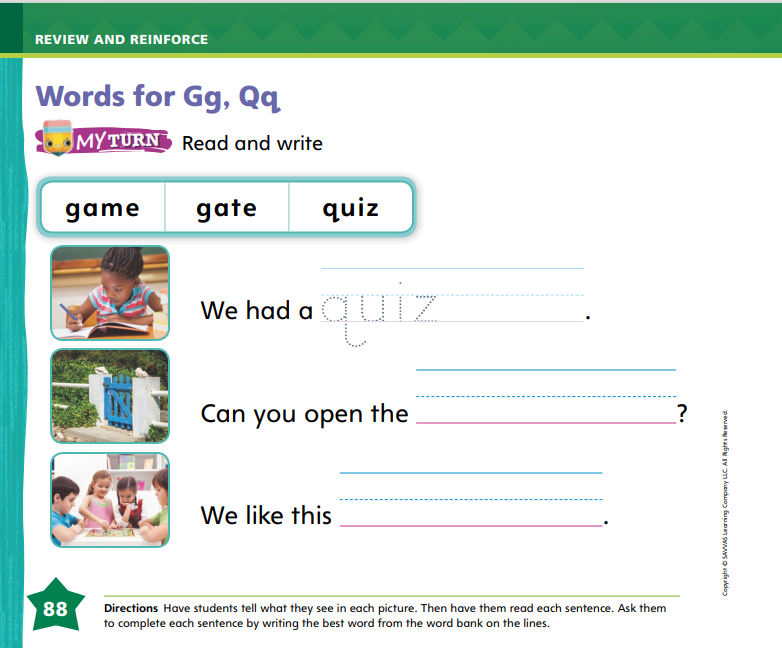 REVIEW AND REINFORCE
Words for Gg, Qq
MY TURN Read and write
game gate quiz
We had a quiz.
Can you open the ?
We like this .
88
Directions Have students tell what they see in each picture. Then have them read each sentence. Ask them
to complete each sentence by writing the best word from the word bank on the lines.
Copyright © SAVVAS Learning Company LLC. All Rights Reserved.